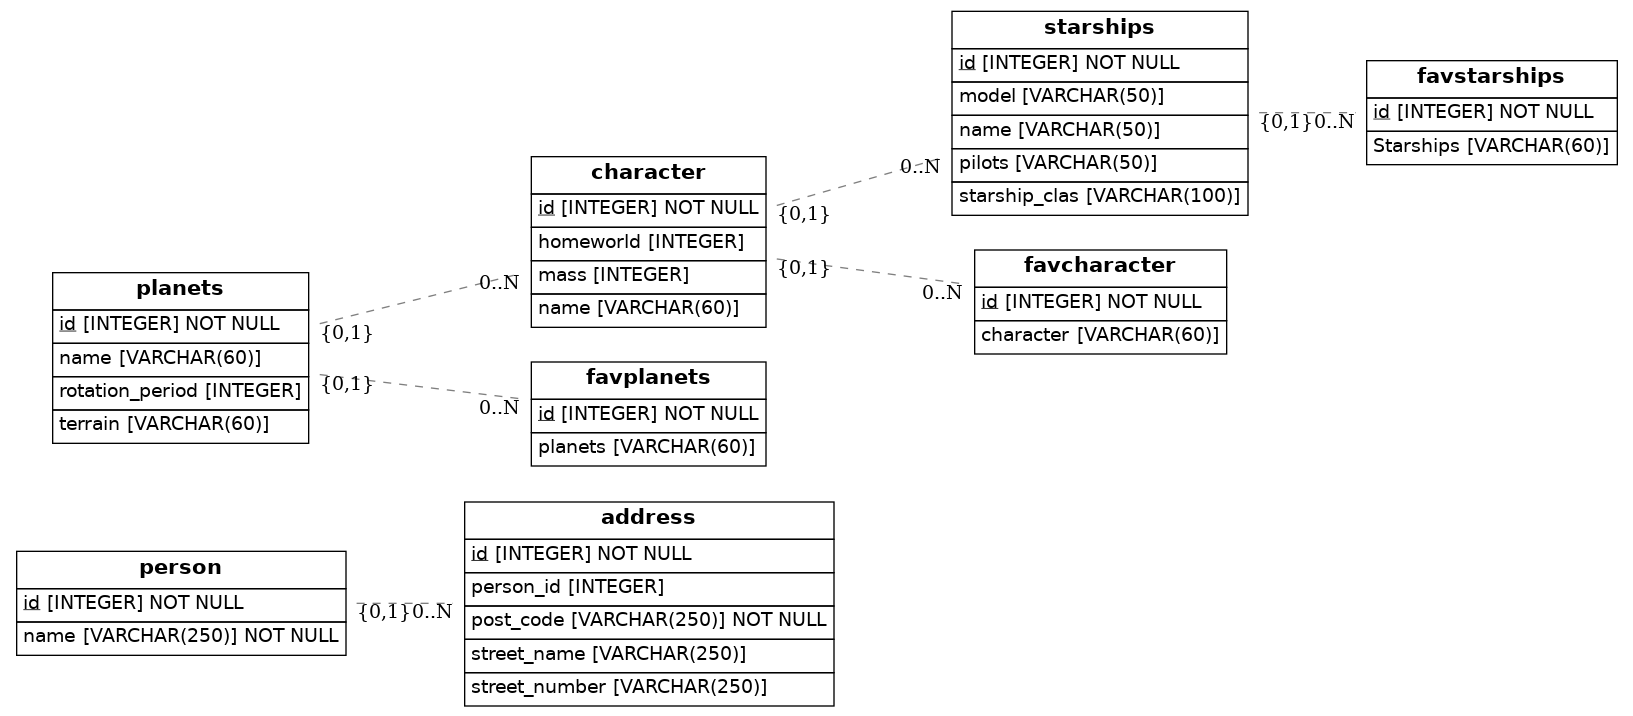 starships
id [INTEGER] NOT NULL
model [VARCHAR(50)]
name [VARCHAR(50)]
pilots [VARCHAR(50)]
starship_clas [VARCHAR(100)]
{0,1}
0..N
favstarships
id [INTEGER] NOT NULL
Starships [VARCHAR(60)]
character
id [INTEGER] NOT NULL
homeworld [INTEGER]
mass [INTEGER]
name [VARCHAR(60)]
0..N
{0,1}
{0,1}
0..N
favcharacter
id [INTEGER] NOT NULL
character [VARCHAR(60)]
planets
id [INTEGER] NOT NULL
name [VARCHAR(60)]
rotation_period [INTEGER]
terrain [VARCHAR(60)]
0..N
{0,1}
{0,1}
0..N
favplanets
id [INTEGER] NOT NULL
planets [VARCHAR(60)]
person
id [INTEGER] NOT NULL
name [VARCHAR(250)] NOT NULL
{0,1}
0..N
address
id [INTEGER] NOT NULL
person_id [INTEGER]
post_code [VARCHAR(250)] NOT NULL
street_name [VARCHAR(250)]
street_number [VARCHAR(250)]